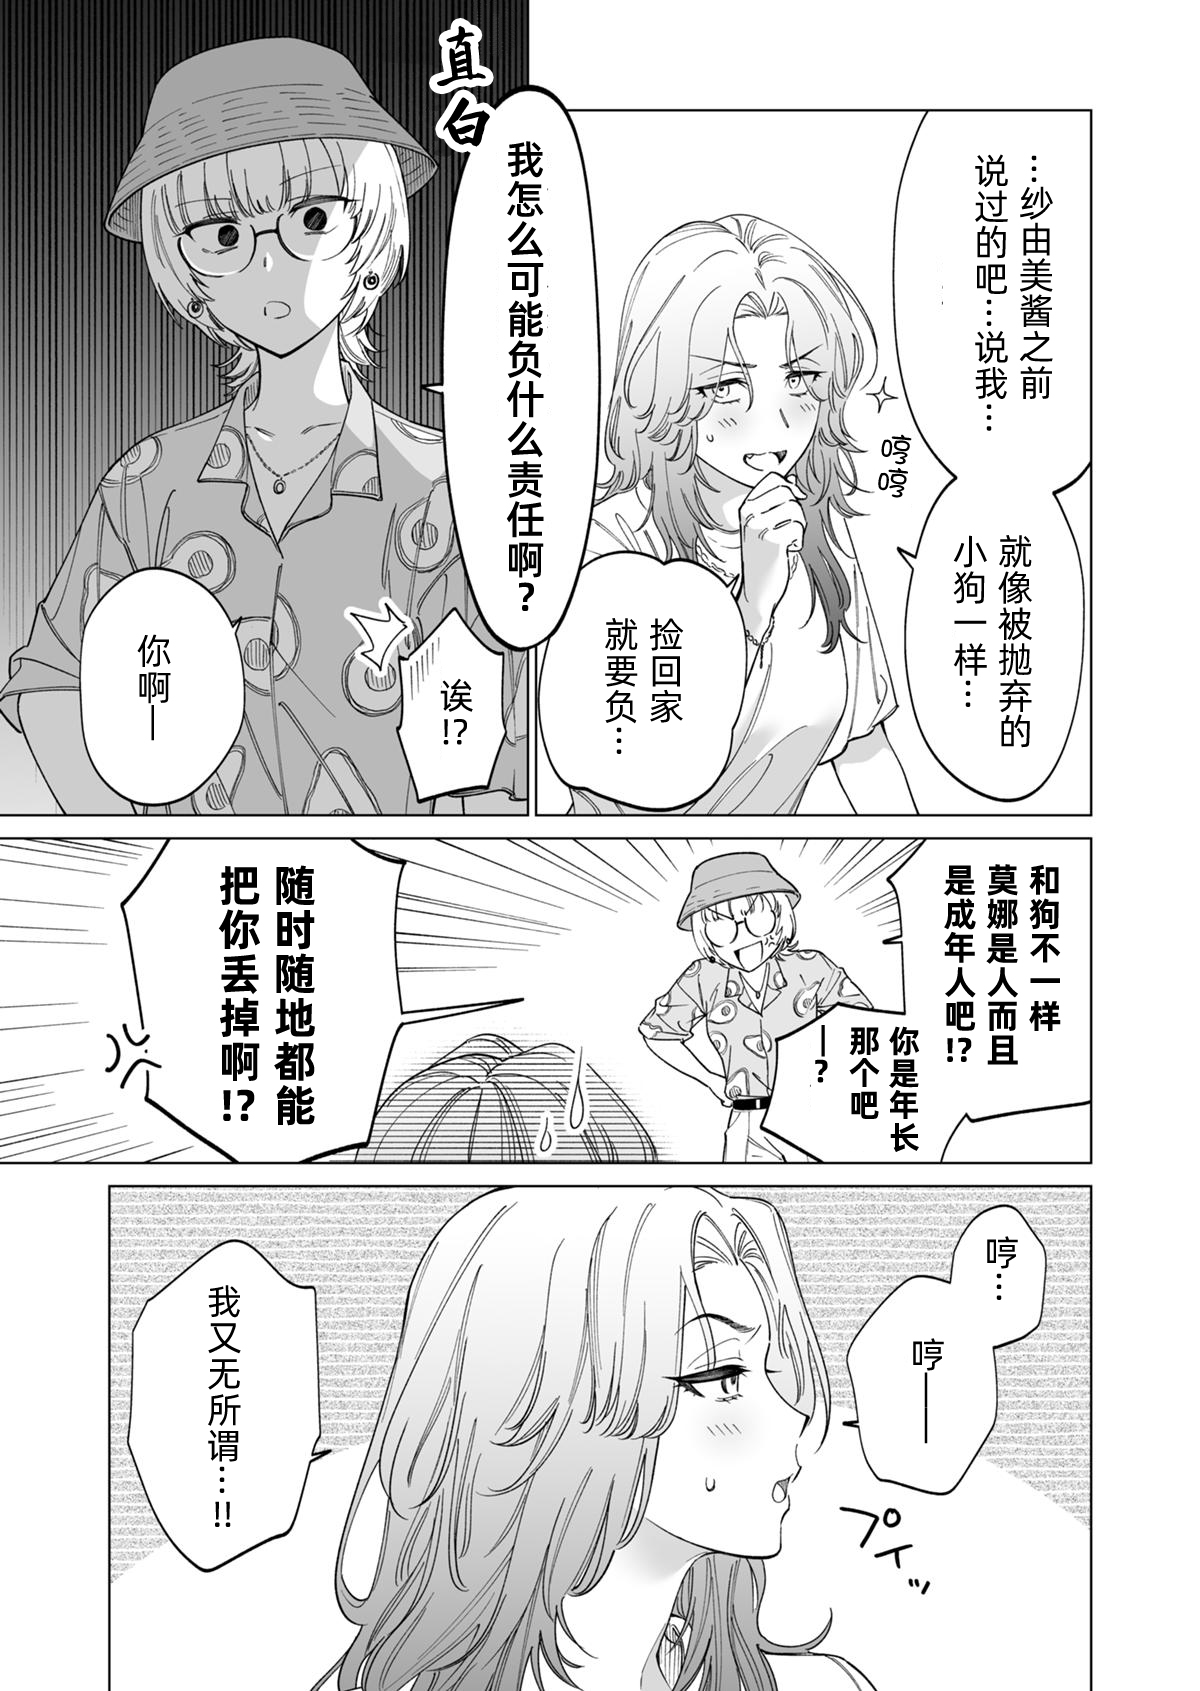 …纱由美酱之前
说过的吧…说我…
就像被抛弃的
小狗一样…
哼哼
捡回家
就要负…
直白
我怎么可能负什么责任啊?
诶!?
你啊—
和狗不一样
莫娜是人而且
是成年人吧!?
你是年长
那个吧
—?
随时随地都能
把你丢掉啊!?
哼…
哼——
プイッ
我又无所谓…!!